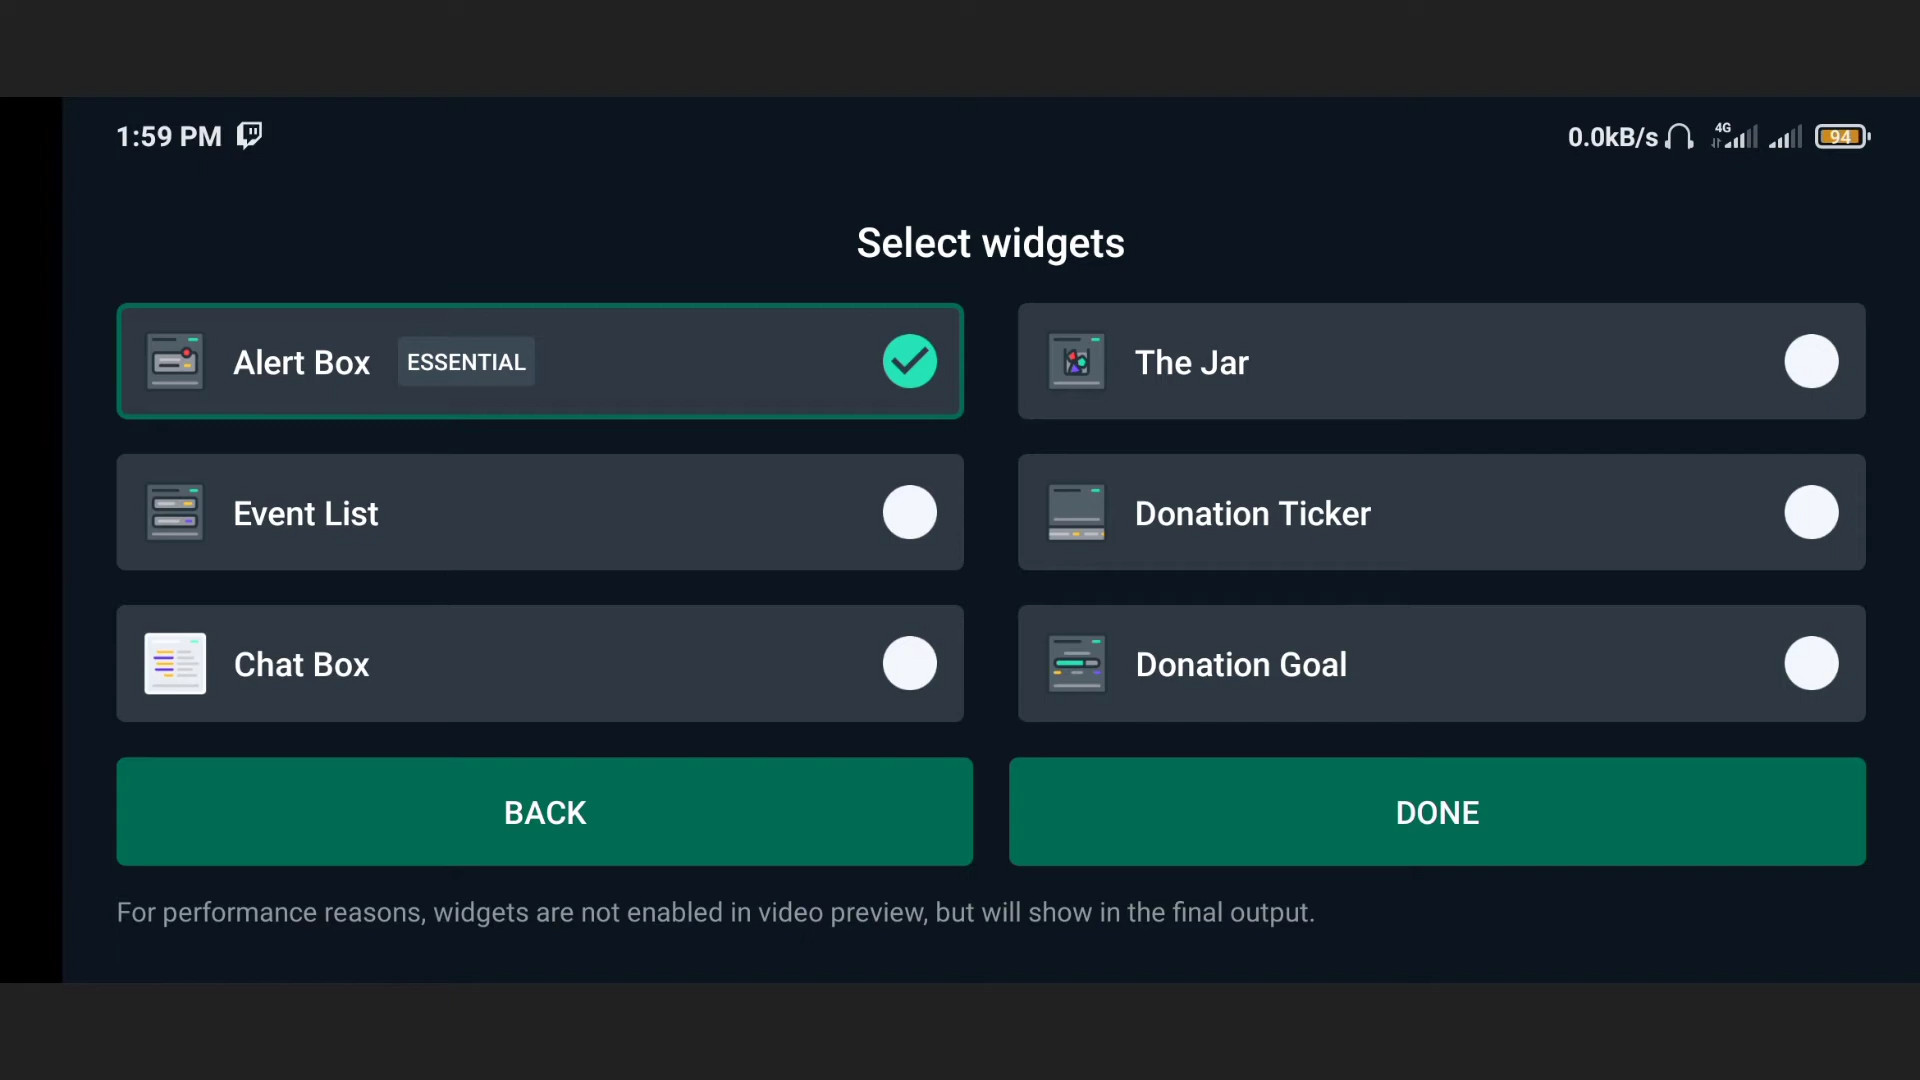 1:59 PM
0.0kB/s 4G 94
Select widgets
Alert Box ESSENTIAL
The Jar
Event List
Donation Ticker
Chat Box
Donation Goal
BACK
DONE
For performance reasons, widgets are not enabled in video preview, but will show in the final output.